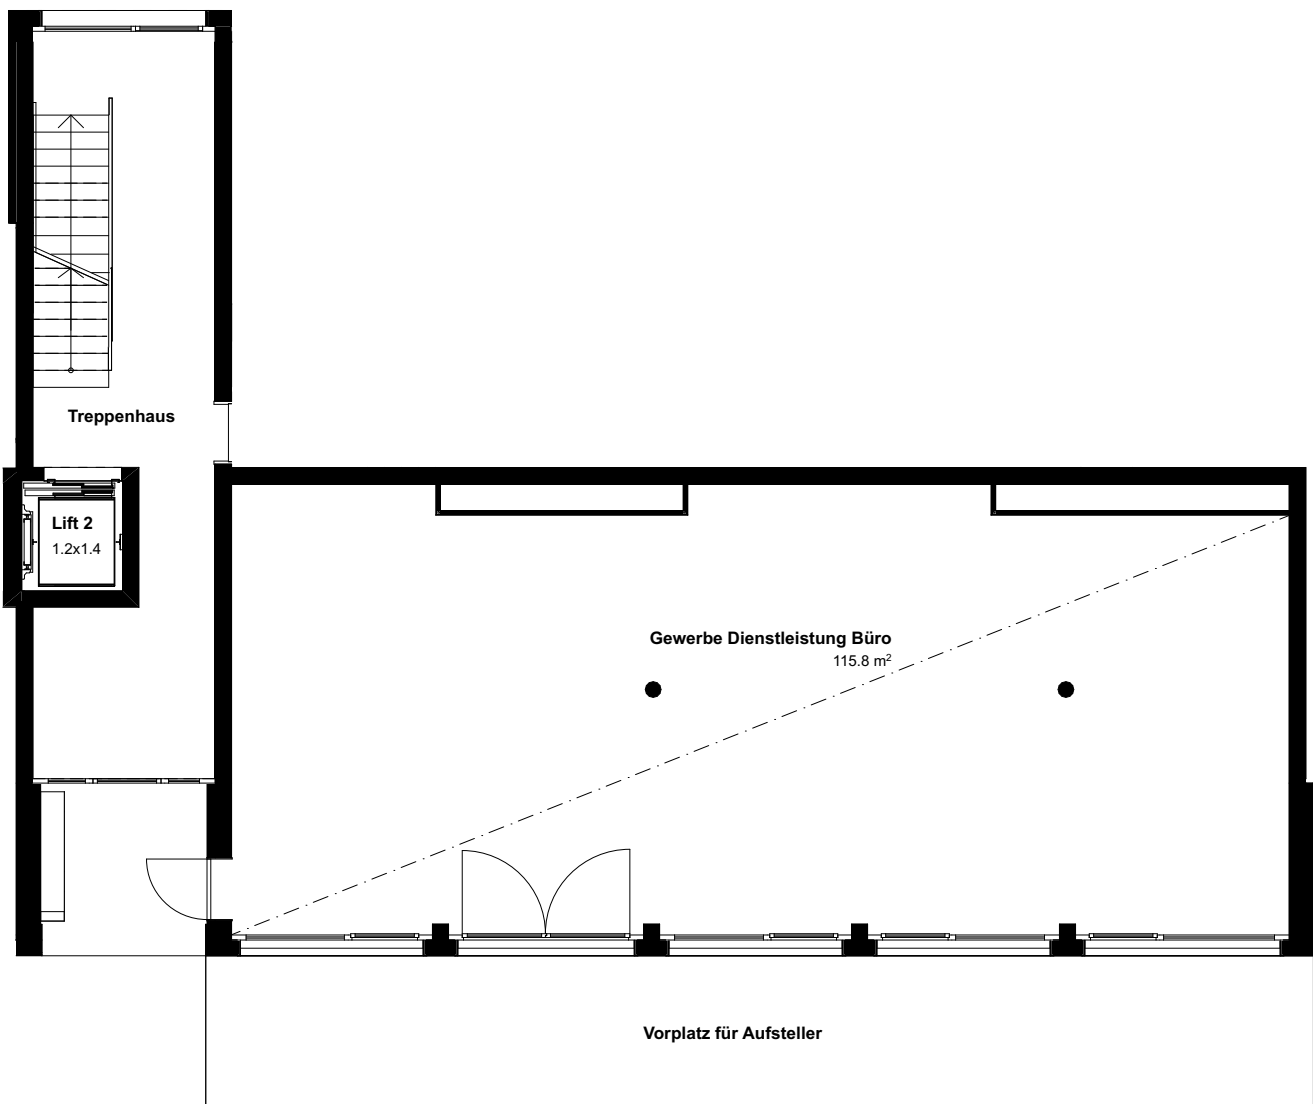 Treppenhaus
Lift 2
1.2x1.4
Gewerbe Dienstleistung Büro
115.8 m²
Vorplatz für Aufsteller